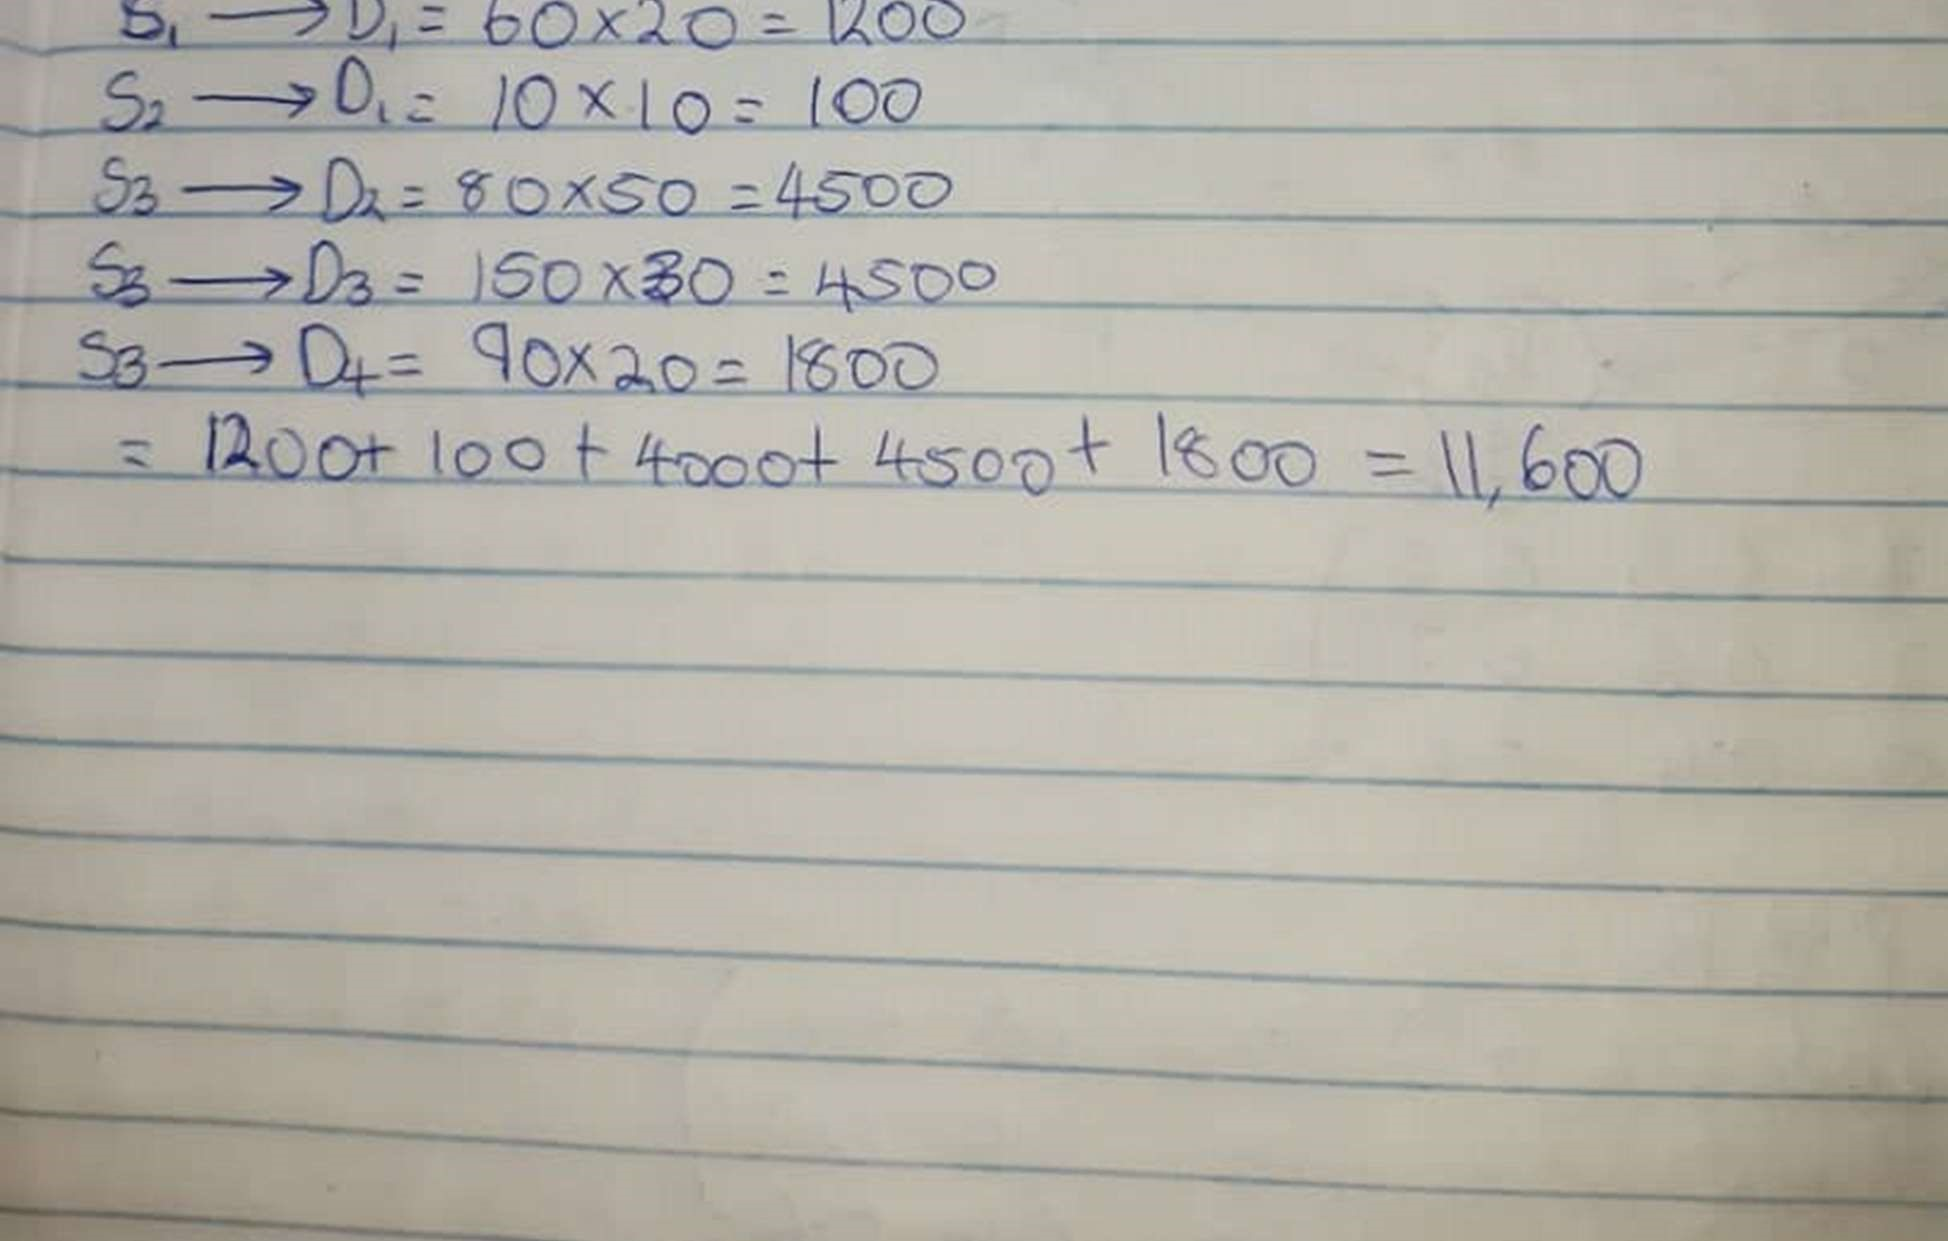 S₁ → D₁ = 60×20 = 1200
S₂ → D₁ = 10×10 = 100
S3 → D₂ = 80×50 = 4500
S3 → D3 = 150×30 = 4500
S3 → D4 = 90×20 = 1800
= 1200+ 100 + 4000+ 4500 + 1800 = 11,600